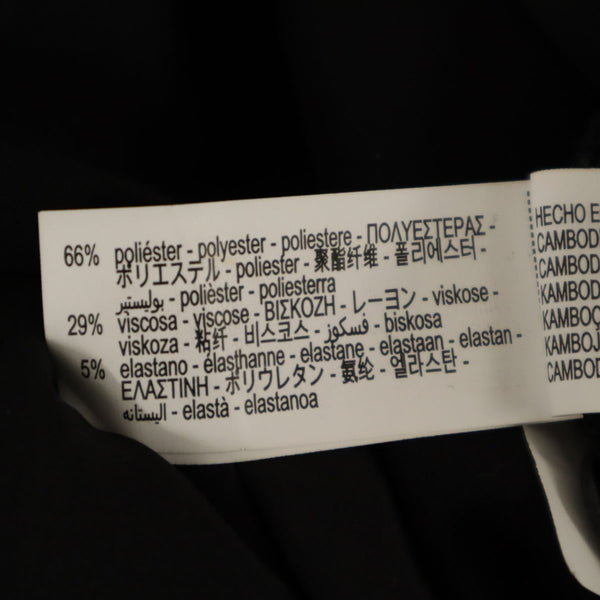 66% poliéster - polyester - poliestere - ΠΟΛΥΕΣΤΕΡΑΣ -
ポリエステル - poliester - 聚酯纤维 - 폴리에스터 -
بوليستير - polièster - poliesterra
29% viscosa - viscose - ΒΙΣΚΟΖΗ - レーヨン - viskose -
viskoza - 粘纤 - 비스코스 - فسكوز - biskosa
5% elastano - élasthanne - elastane - elastaan - elastan -
ΕΛΑΣΤΙΝΗ - ポリウレタン - 氨纶 - 엘라스탄 -
اليستانه - elastà - elastanoa
HECHO E
CAMBOD
CAMBOD
KAMBOD
KAMBOÇ
KAMBOJ
CAMBOD